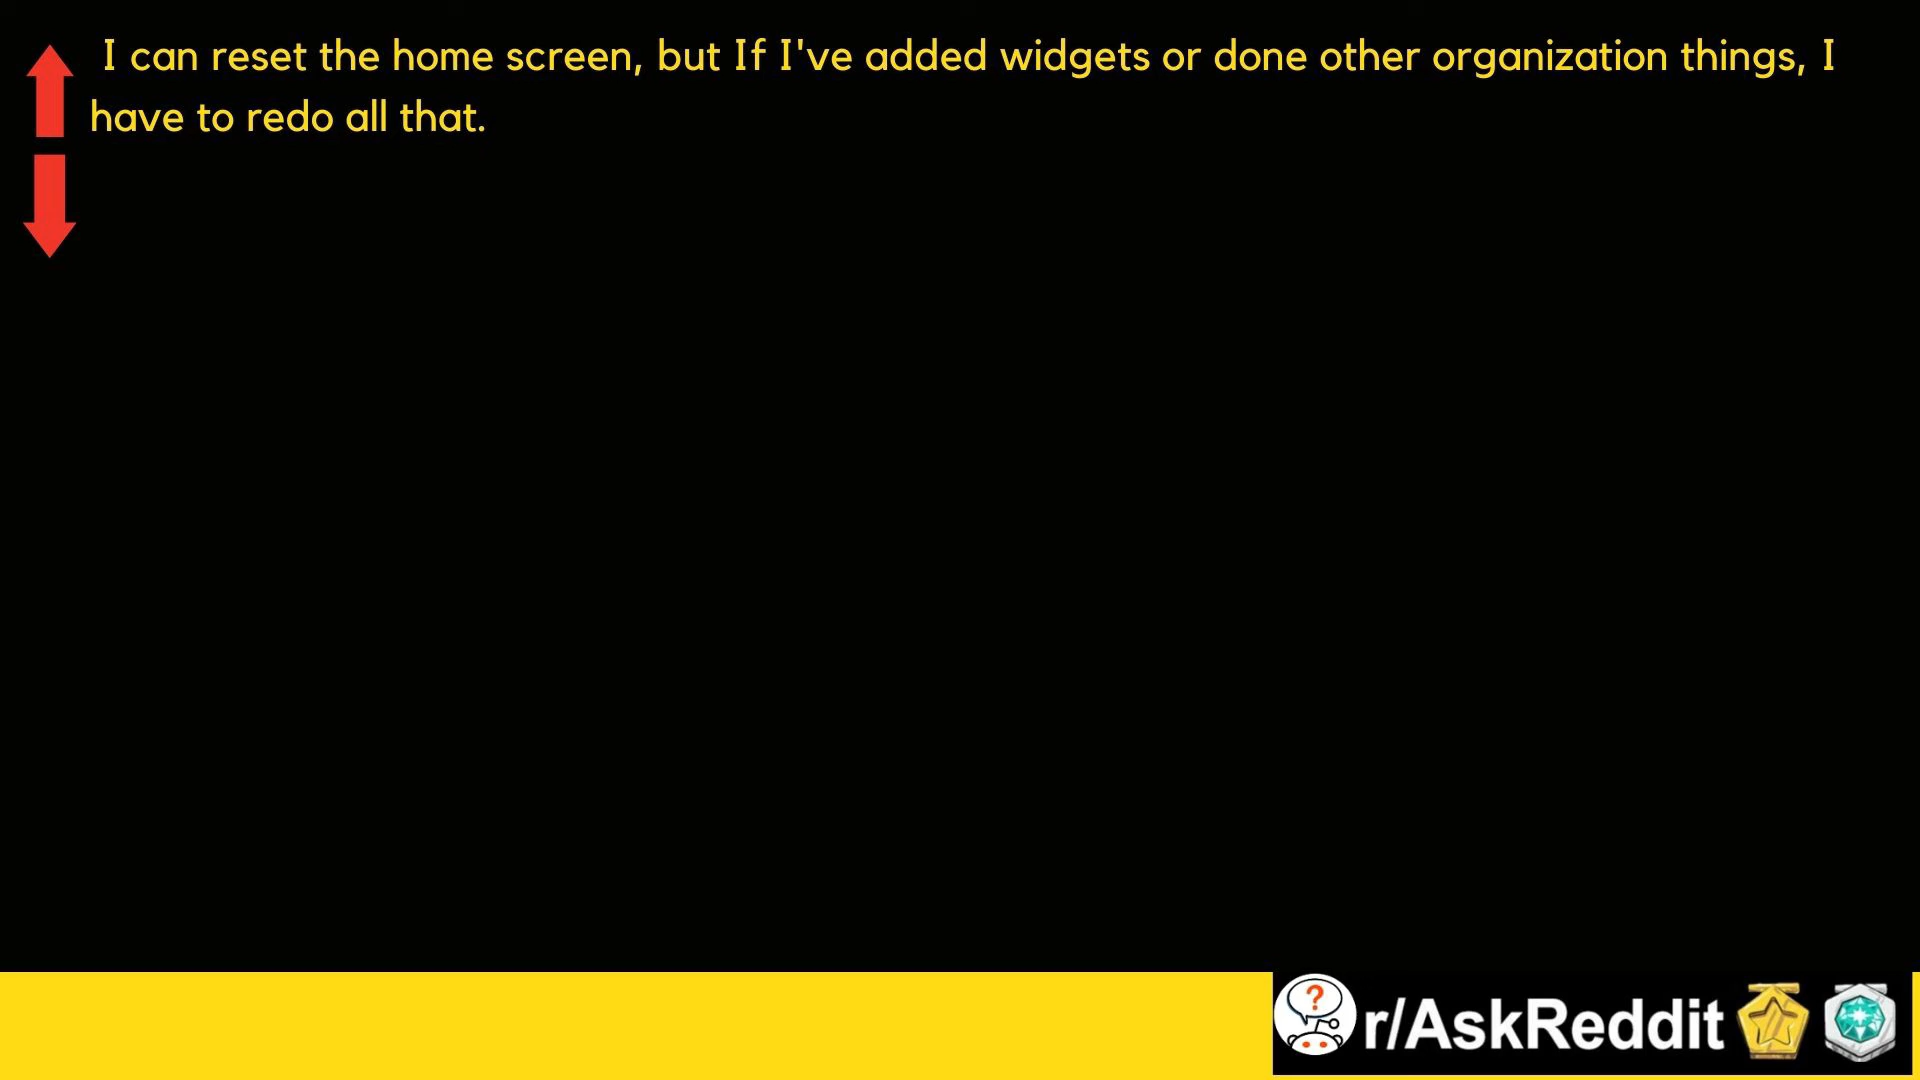 I can reset the home screen, but If I've added widgets or done other organization things, I
have to redo all that.
?
r/AskReddit